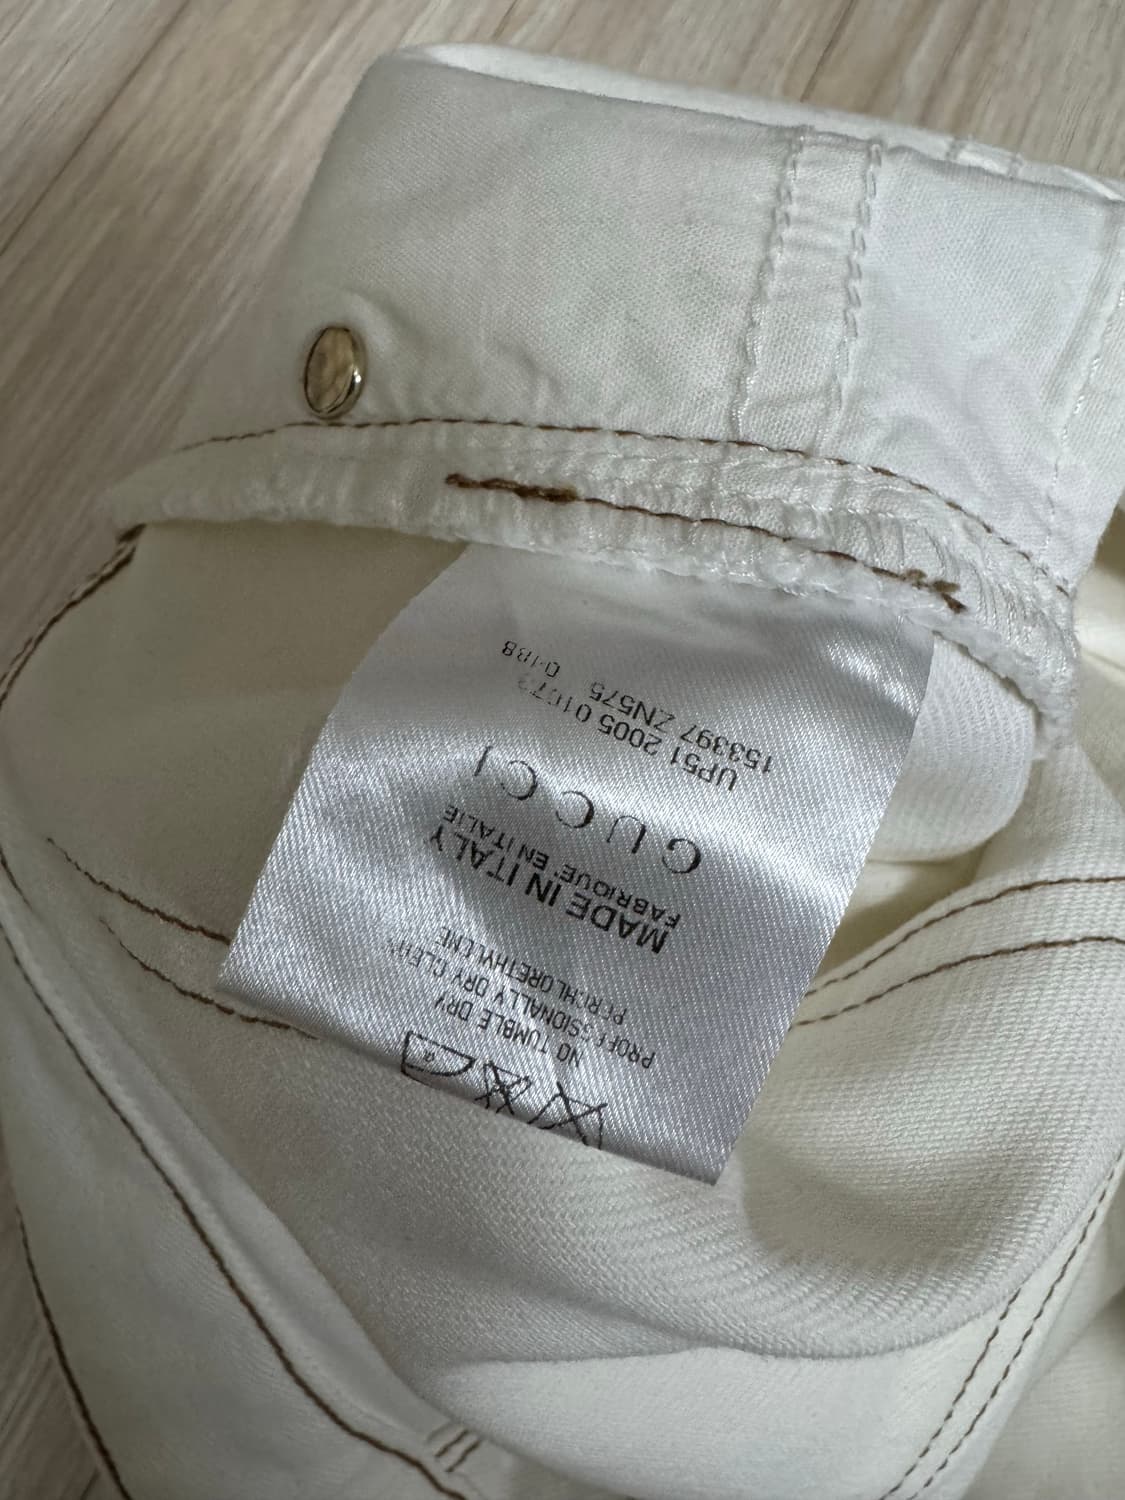 UP51 2005
153397 ZN575
GUCCI
MADE IN ITALY
FABRIQUE' EN ITALIE
PROFESSIONALLY DRY CLEAN
PERCHLORETHYLENE
NO TUMBLE DRY